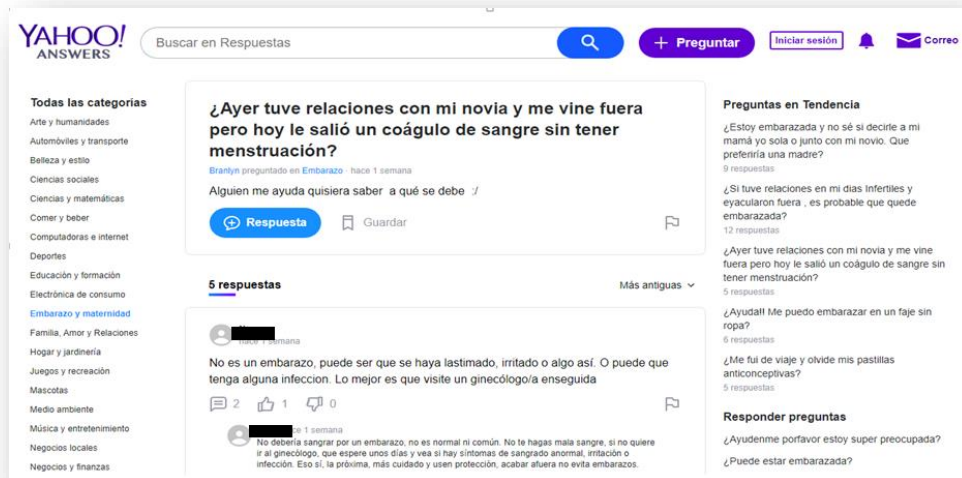 YAHOO!
ANSWERS
Buscar en Respuestas
+ Preguntar
Iniciar sesión
Correo
Todas las categorías
Arte y humanidades
Automóviles y transporte
Belleza y estilo
Ciencias sociales
Ciencias y matemáticas
Comer y beber
Computadoras e internet
Deportes
Educación y formación
Electrónica de consumo
Embarazo y maternidad
Familia, Amor y Relaciones
Hogar y jardinería
Juegos y recreación
Mascotas
Medio ambiente
Música y entretenimiento
Negocios locales
Negocios y finanzas
¿Ayer tuve relaciones con mi novia y me vine fuera
pero hoy le salió un coágulo de sangre sin tener
menstruación?
Branlyn preguntado en Embarazo · hace 1 semana
Alguien me ayuda quisiera saber a qué se debe :/
Respuesta
Guardar
5 respuestas
Más antiguas
hace 1 semana
No es un embarazo, puede ser que se haya lastimado, irritado o algo así. O puede que
tenga alguna infeccion. Lo mejor es que visite un ginecólogo/a enseguida
2 1 0
1 semana
No debería sangrar por un embarazo, no es normal ni común. No te hagas mala sangre, si no quiere
ir al ginecólogo, que espere unos días y vea si hay síntomas de sangrado anormal, irritación o
infección. Eso sí, la próxima, más cuidado y usen protección, acabar afuera no evita embarazos.
Preguntas en Tendencia
¿Estoy embarazada y no sé si decirle a mi
mamá yo sola o junto con mi novio. Que
preferiría una madre?
9 respuestas
¿Si tuve relaciones en mi dias Infertiles y
eyacularon fuera , es probable que quede
embarazada?
12 respuestas
¿Ayer tuve relaciones con mi novia y me vine
fuera pero hoy le salió un coágulo de sangre sin
tener menstruación?
5 respuestas
¿Ayuda!! Me puedo embarazar en un faje sin
ropa?
6 respuestas
¿Me fui de viaje y olvide mis pastillas
anticonceptivas?
5 respuestas
Responder preguntas
¿Ayudenme porfavor estoy super preocupada?
¿Puede estar embarazada?